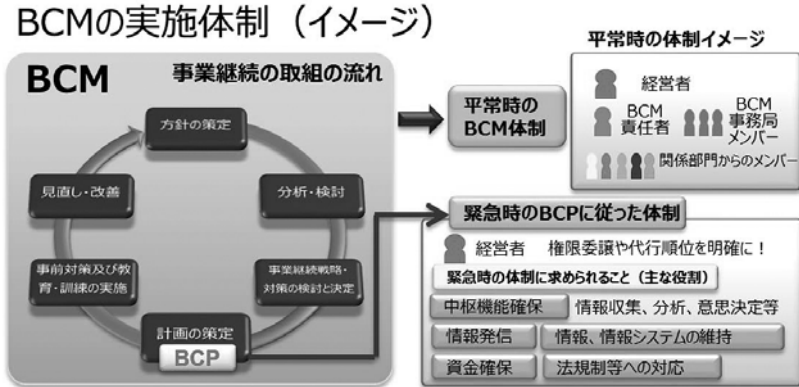 BCMの実施体制（イメージ）
BCM
事業継続の取組の流れ
方針の策定
分析・検討
事業継続戦略・
対策の検討と決定
計画の策定
BCP
事前対策及び教
育・訓練の実施
見直し・改善
平常時の
BCM体制
平常時の体制イメージ
経営者
BCM
責任者
BCM
事務局
メンバー
関係部門からのメンバー
緊急時のBCPに従った体制
経営者 権限委譲や代行順位を明確に！
緊急時の体制に求められること（主な役割）
中枢機能確保 情報収集、分析、意思決定等
情報発信 情報、情報システムの維持
資金確保 法規制等への対応